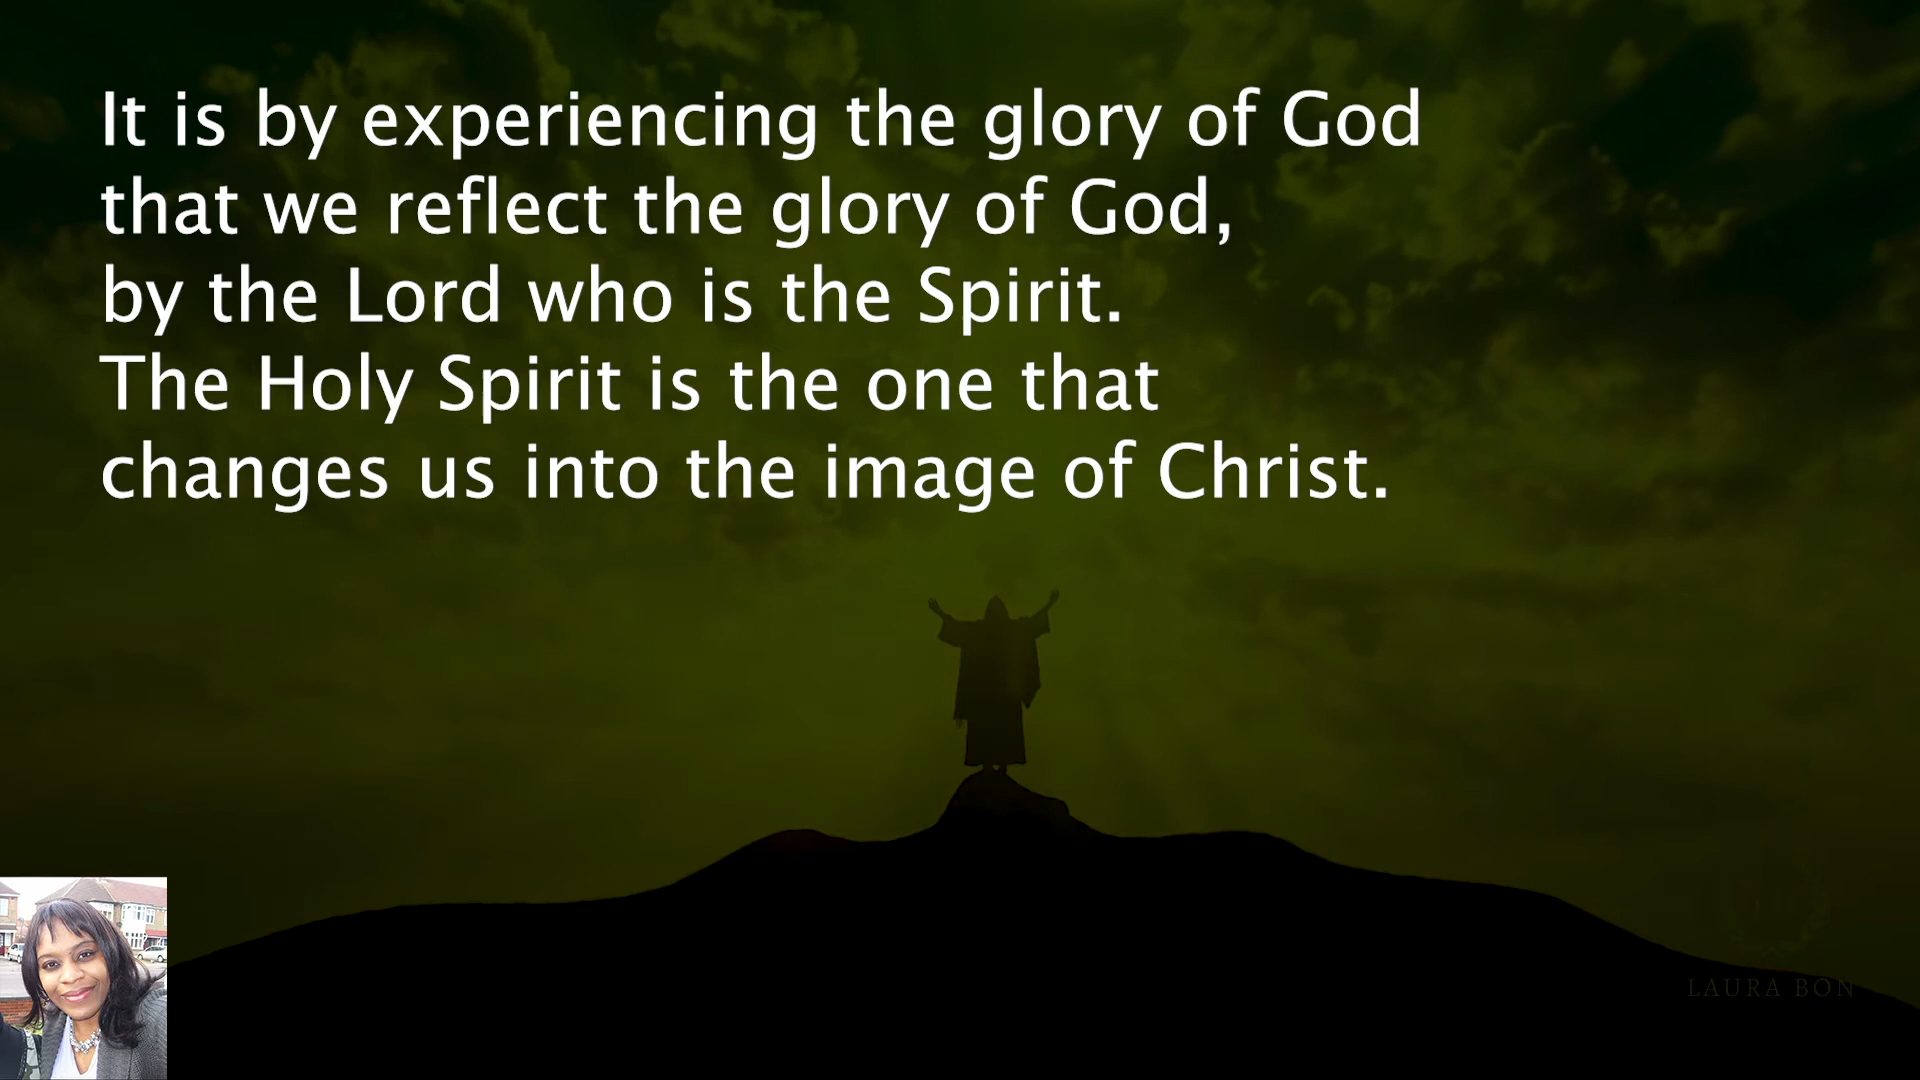 It is by experiencing the glory of God
that we reflect the glory of God,
by the Lord who is the Spirit.
The Holy Spirit is the one that
changes us into the image of Christ.
LAURA BON